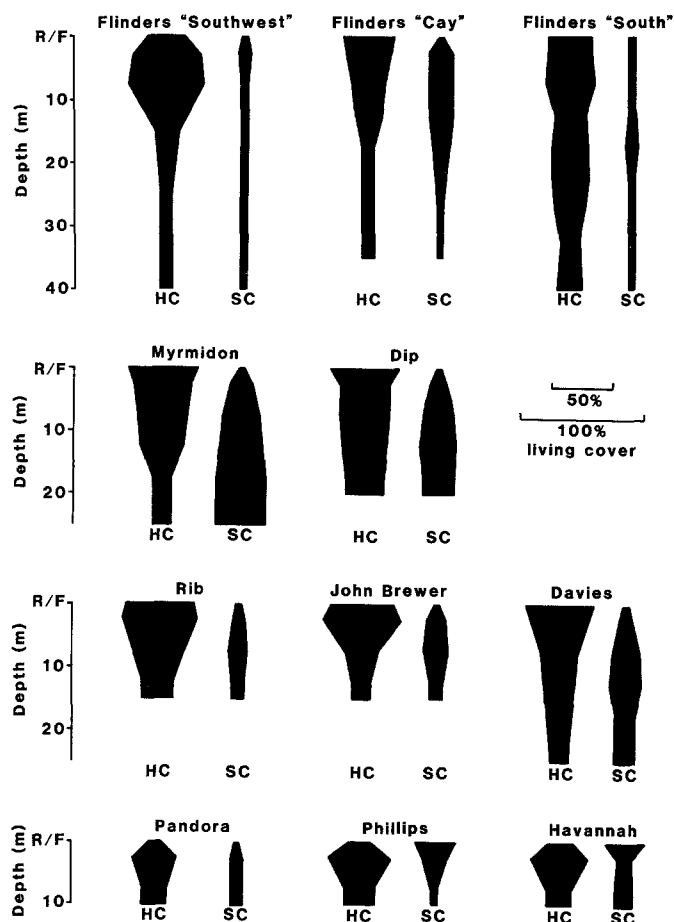 Flinders "Southwest" Flinders "Cay" Flinders "South"
R/F
10
20
30
40
Depth (m)
HC SC HC SC HC SC
Myrmidon Dip
R/F
10
20
Depth (m)
HC SC HC SC
50%
100%
living cover
Rib John Brewer Davies
R/F
10
20
Depth (m)
HC SC HC SC HC SC
Pandora Phillips Havannah
R/F
10
Depth (m)
HC SC HC SC HC SC